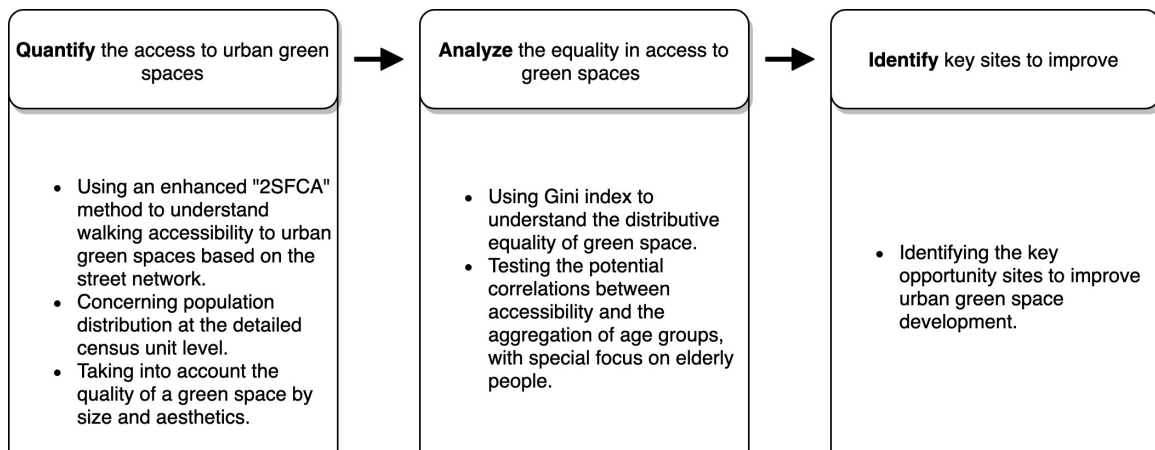 Quantify the access to urban green
spaces
• Using an enhanced "2SFCA"
method to understand
walking accessibility to urban
green spaces based on the
street network.
• Concerning population
distribution at the detailed
census unit level.
• Taking into account the
quality of a green space by
size and aesthetics.
Analyze the equality in access to
green spaces
• Using Gini index to
understand the distributive
equality of green space.
• Testing the potential
correlations between
accessibility and the
aggregation of age groups,
with special focus on elderly
people.
Identify key sites to improve
• Identifying the key
opportunity sites to improve
urban green space
development.